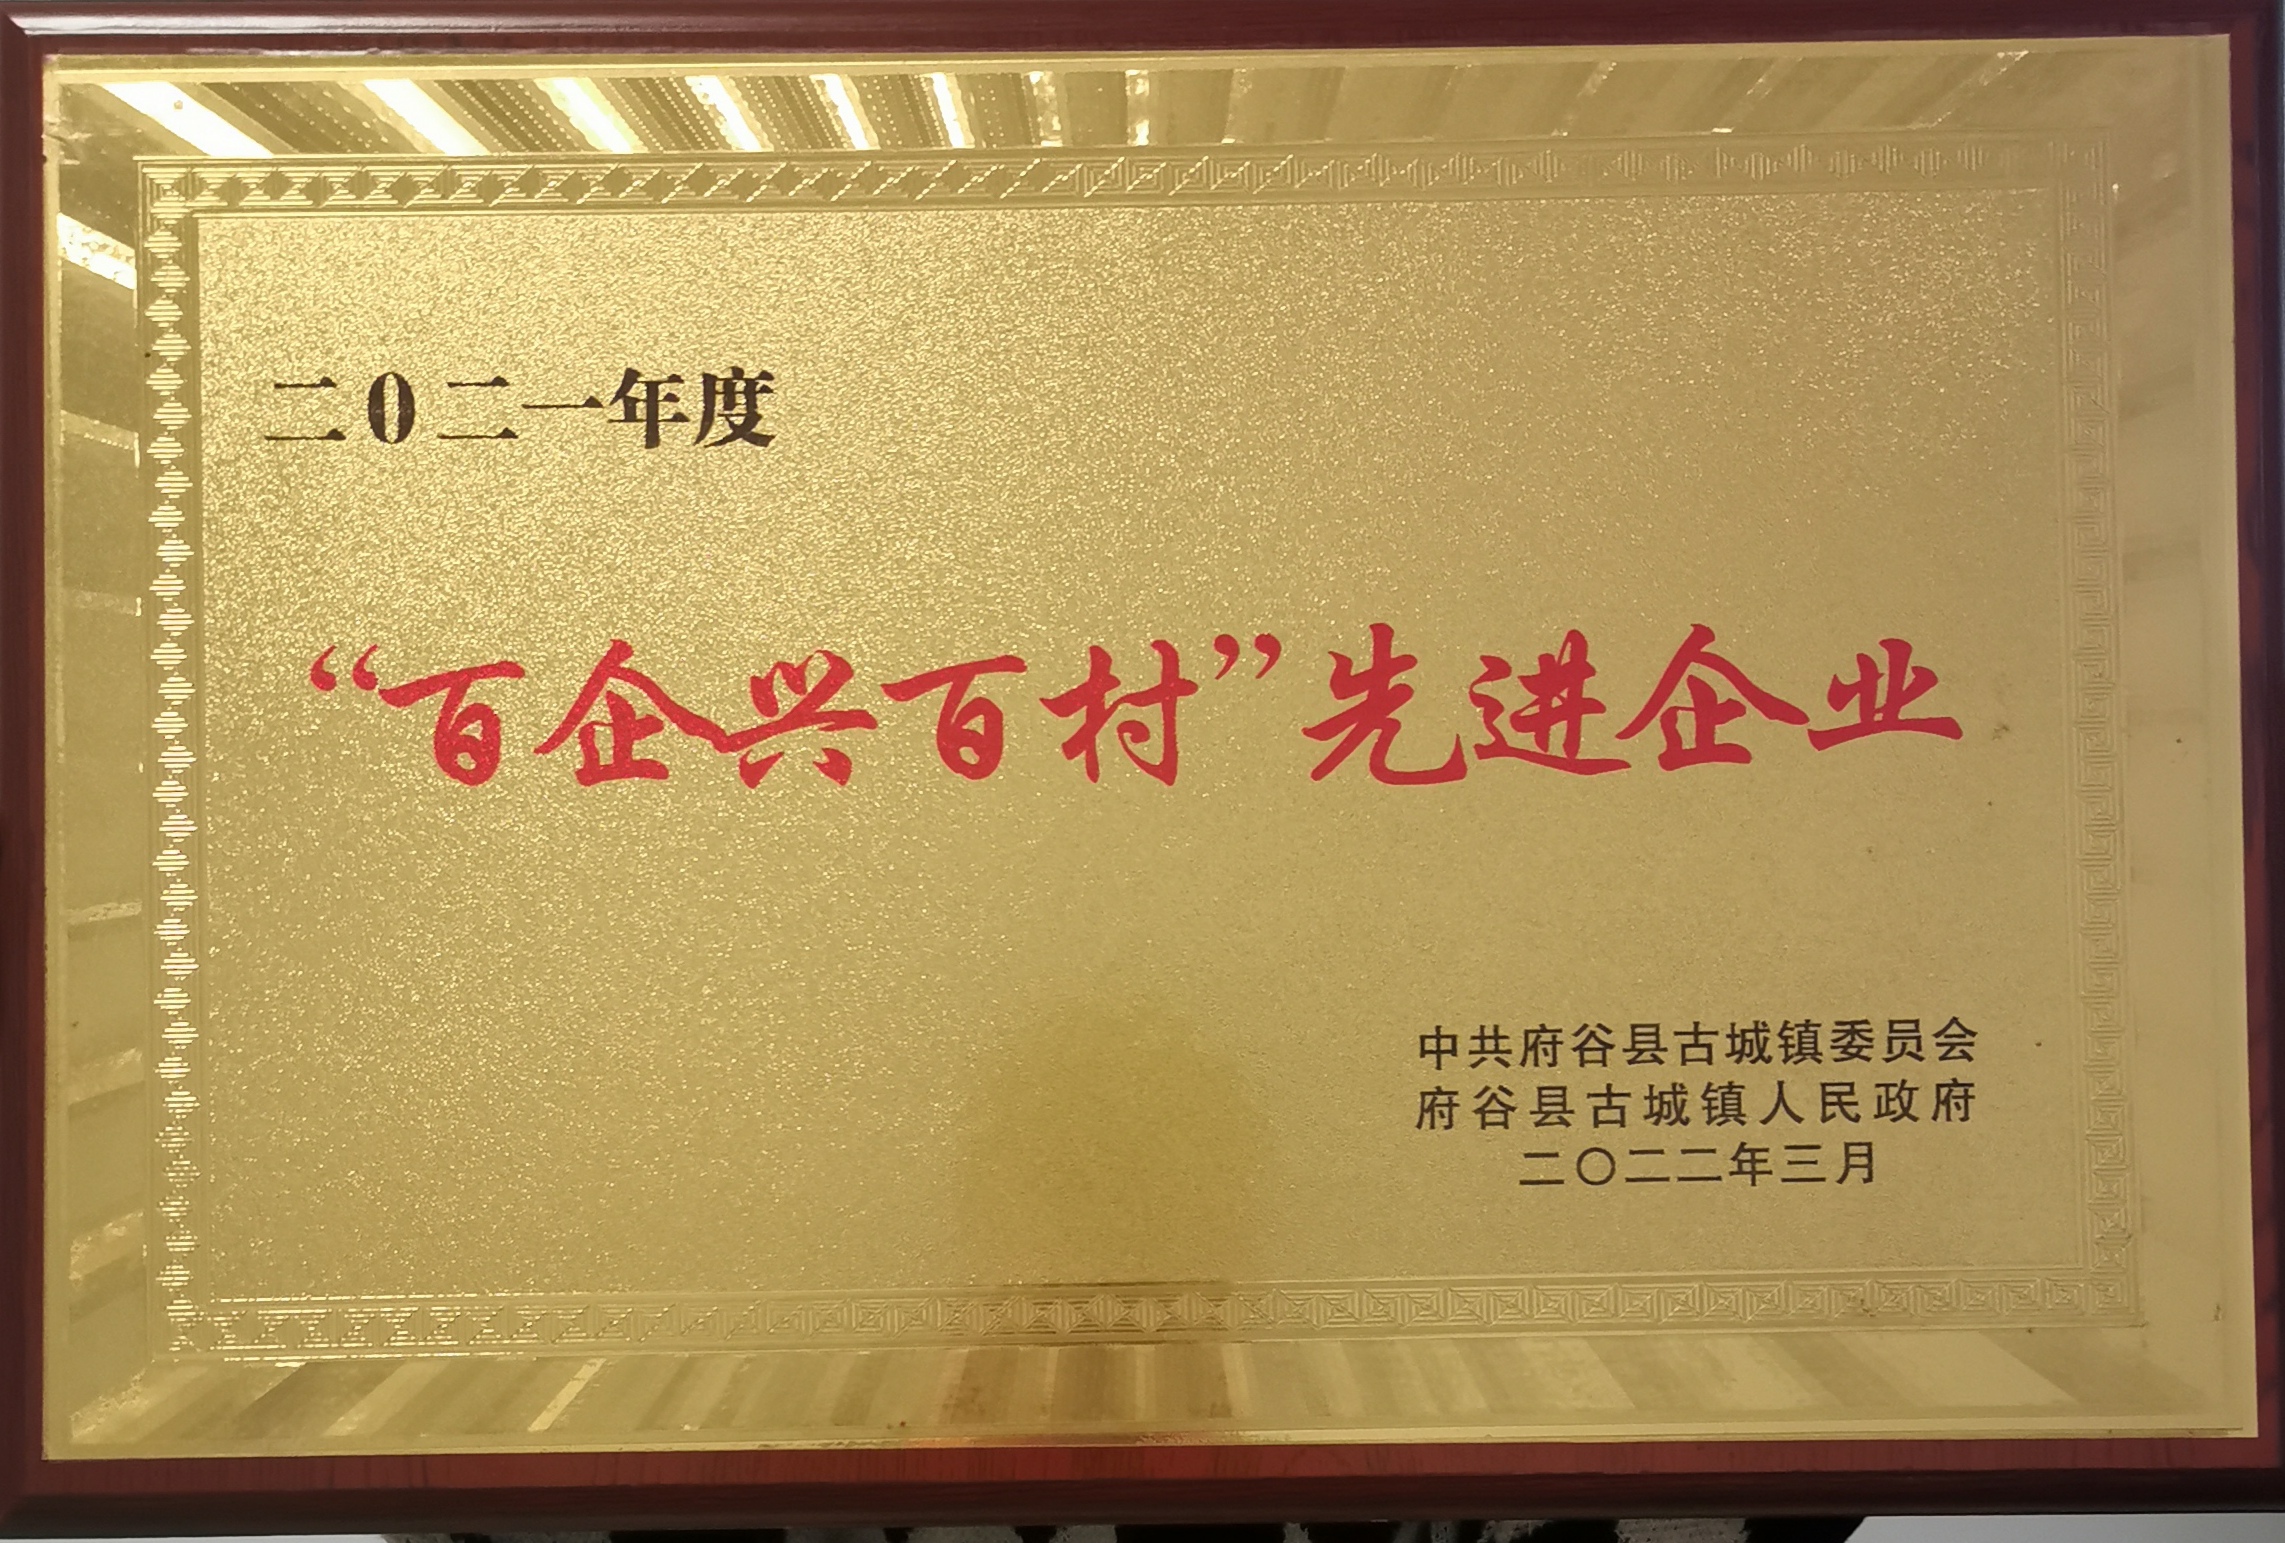 二0二一年度
“百企兴百村”先进企业
中共府谷县古城镇委员会
府谷县古城镇人民政府
二〇二二年三月